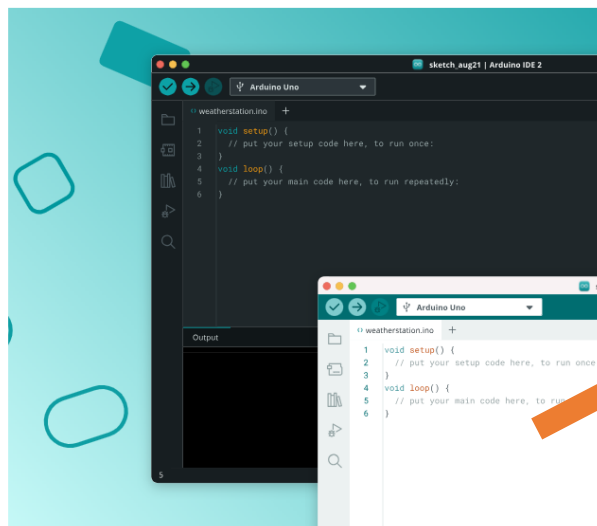 sketch_aug21 | Arduino IDE 2
Arduino Uno
weatherstation.ino
1 void setup() {
2 // put your setup code here, to run once:
3 }
4 void loop() {
5 // put your main code here, to run repeatedly:
6 }
Output
5
Arduino Uno
weatherstation.ino
1 void setup() {
2 // put your setup code here, to run once
3 }
4 void loop() {
5 // put your main code here, to
6 }